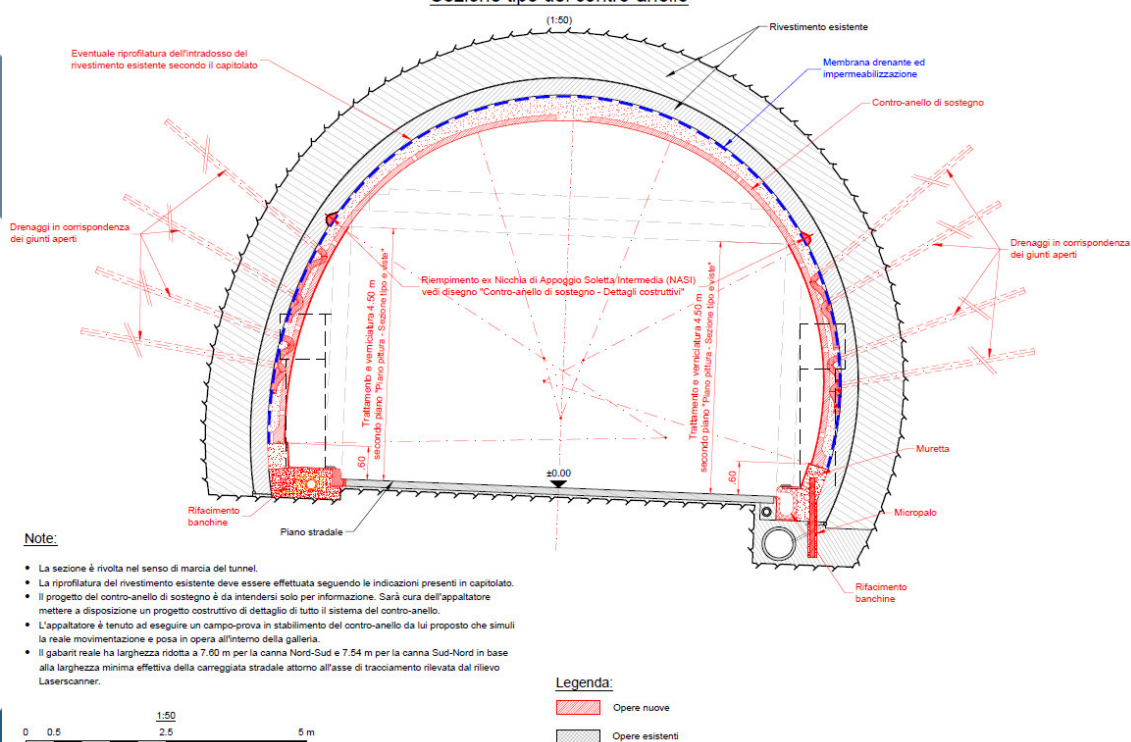 Sezione tipo del contro-anello
(1:50)
Rivestimento esistente
Eventuale riprofilatura dell'intradosso del
rivestimento esistente secondo il capitolato
Membrana drenante ed
impermeabilizzazione
Contro-anello di sostegno
Drenaggi in corrispondenza
dei giunti aperti
Drenaggi in corrispondenza
dei giunti aperti
Riempimento ex Nicchia di Appoggio Soletta Intermedia (NASI)
vedi disegno "Contro-anello di sostegno - Dettagli costruttivi"
Trattamento e verniciatura 4.50 m
secondo piano "Piano pittura - Sezione tipo e viste"
Trattamento e verniciatura 4.50 m
secondo piano "Piano pittura - Sezione tipo e viste"
.60
.60
±0.00
Muretta
Micropalo
Rifacimento
banchine
Piano stradale
Rifacimento
banchine
Note:
• La sezione è rivolta nel senso di marcia del tunnel.
• La riprofilatura del rivestimento esistente deve essere effettuata seguendo le indicazioni presenti in capitolato.
• Il progetto del contro-anello di sostegno è da intendersi solo per informazione. Sarà cura dell'appaltatore
mettere a disposizione un progetto costruttivo di dettaglio di tutto il sistema del contro-anello.
• L'appaltatore è tenuto ad eseguire un campo-prova in stabilimento del contro-anello da lui proposto che simuli
la reale movimentazione e posa in opera all'interno della galleria.
• Il gabarit reale ha larghezza ridotta a 7.60 m per la canna Nord-Sud e 7.54 m per la canna Sud-Nord in base
alla larghezza minima effettiva della carreggiata stradale attorno all'asse di tracciamento rilevata dal rilievo
Laserscanner.
Legenda:
Opere nuove
Opere esistenti
1:50
0 0.5 2.5 5 m